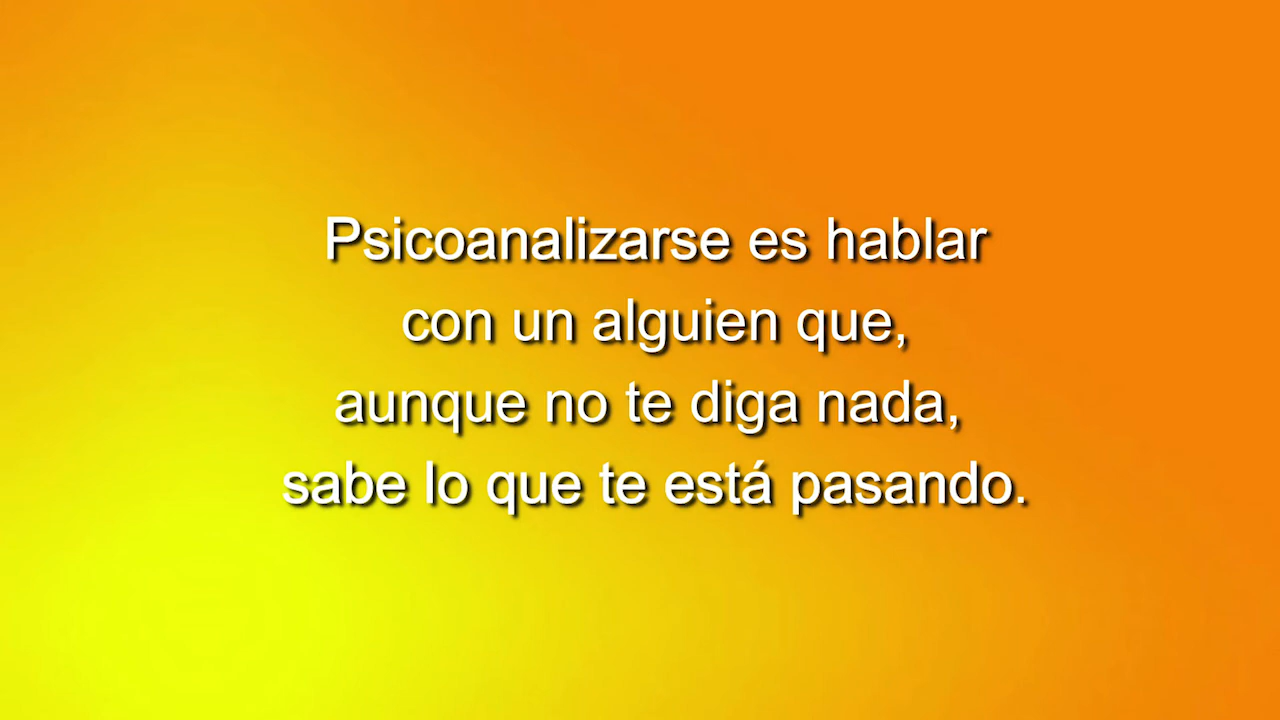 Psicoanalizarse es hablar
con un alguien que,
aunque no te diga nada,
sabe lo que te está pasando.